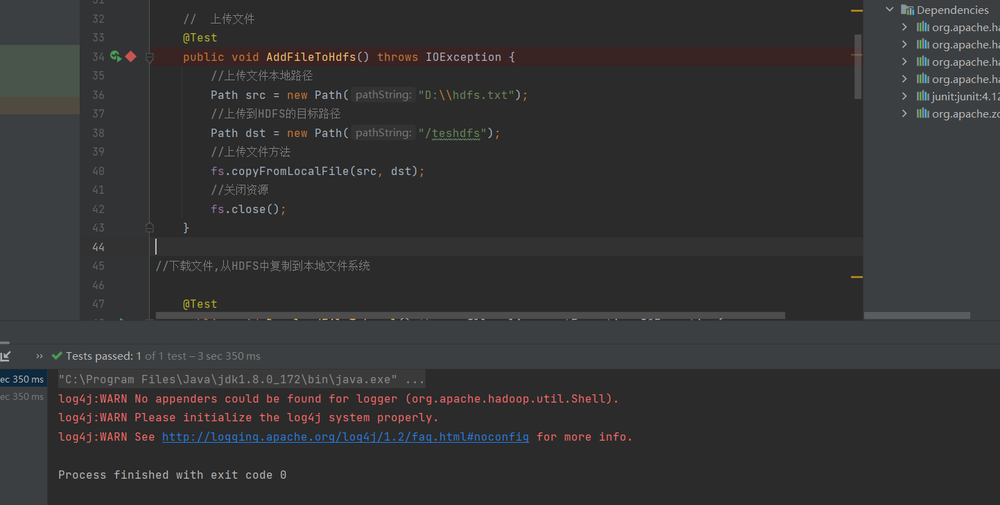 32 // 上传文件
33 @Test
34 public void AddFileToHdfs() throws IOException {
35 //上传文件本地路径
36 Path src = new Path( pathString: "D:\\hdfs.txt");
37 //上传到HDFS的目标路径
38 Path dst = new Path( pathString: "/teshdfs");
39 //上传文件方法
40 fs.copyFromLocalFile(src, dst);
41 //关闭资源
42 fs.close();
43 }
44
45 //下载文件,从HDFS中复制到本地文件系统
46
47 @Test
Dependencies
org.apache.ha
org.apache.ha
org.apache.ha
org.apache.ha
junit:junit:4.12
org.apache.zo
Tests passed: 1 of 1 test – 3 sec 350 ms
ec 350 ms
ec 350 ms
"C:\Program Files\Java\jdk1.8.0_172\bin\java.exe" ...
log4j:WARN No appenders could be found for logger (org.apache.hadoop.util.Shell).
log4j:WARN Please initialize the log4j system properly.
log4j:WARN See http://logging.apache.org/log4j/1.2/faq.html#noconfig for more info.
Process finished with exit code 0